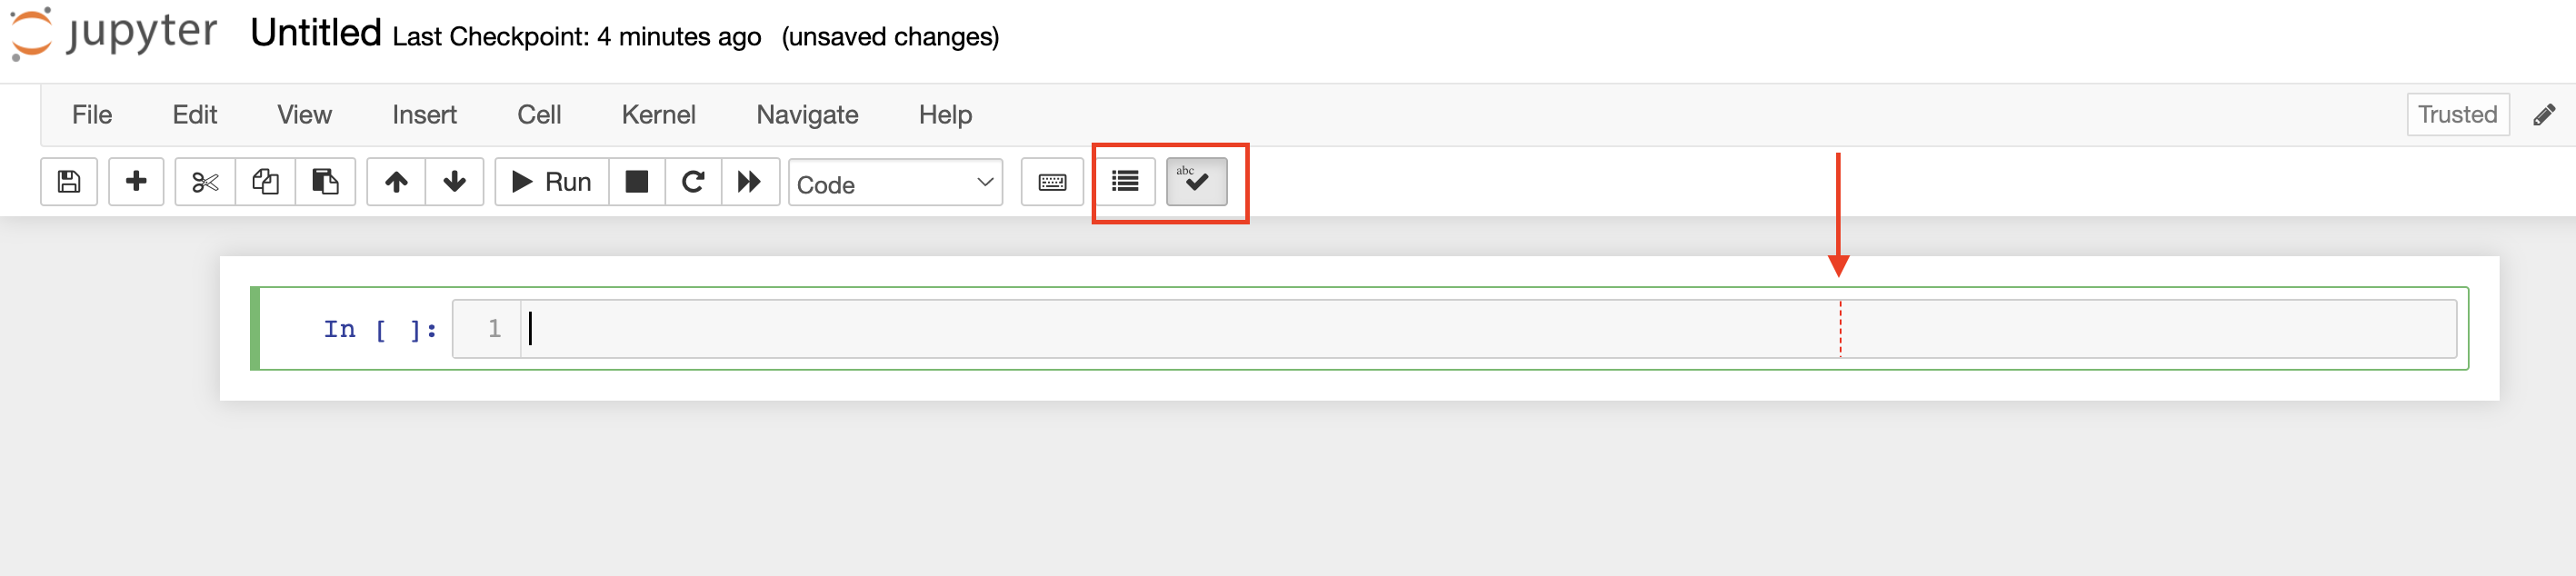 jupyter Untitled Last Checkpoint: 4 minutes ago (unsaved changes)
File Edit View Insert Cell Kernel Navigate Help Trusted
Run Code abc
In [ ]: 1